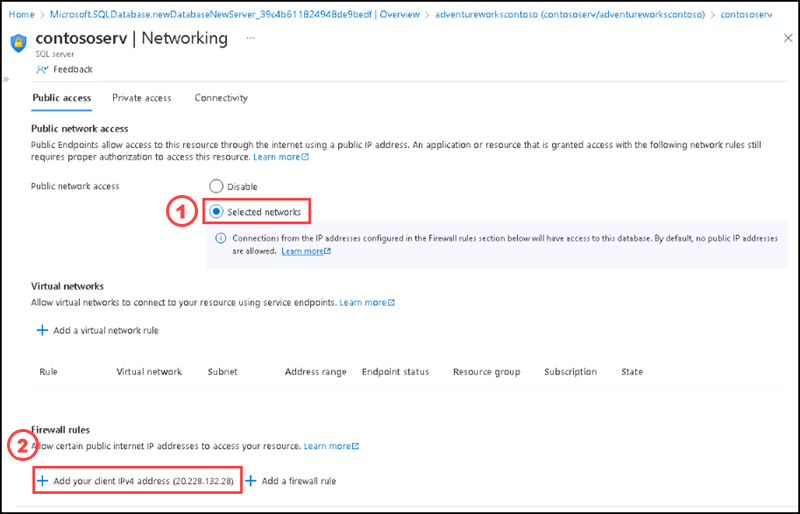 Home > Microsoft.SQLDatabase.newDatabaseNewServer_39c4b611824948de9bedf | Overview > adventureworkscontoso (contososerv/adventureworkscontoso) > contososerv
contososerv | Networking ...
SQL server
Feedback
»
Public access Private access Connectivity
Public network access
Public Endpoints allow access to this resource through the internet using a public IP address. An application or resource that is granted access with the following network rules still
requires proper authorization to access this resource. Learn more
Public network access
Disable
1
Selected networks
Connections from the IP addresses configured in the Firewall rules section below will have access to this database. By default, no public IP addresses
are allowed. Learn more
Virtual networks
Allow virtual networks to connect to your resource using service endpoints. Learn more
+ Add a virtual network rule
Rule Virtual network Subnet Address range Endpoint status Resource group Subscription State
Firewall rules
2
Allow certain public internet IP addresses to access your resource. Learn more
+ Add your client IPv4 address (20.228.132.28) + Add a firewall rule